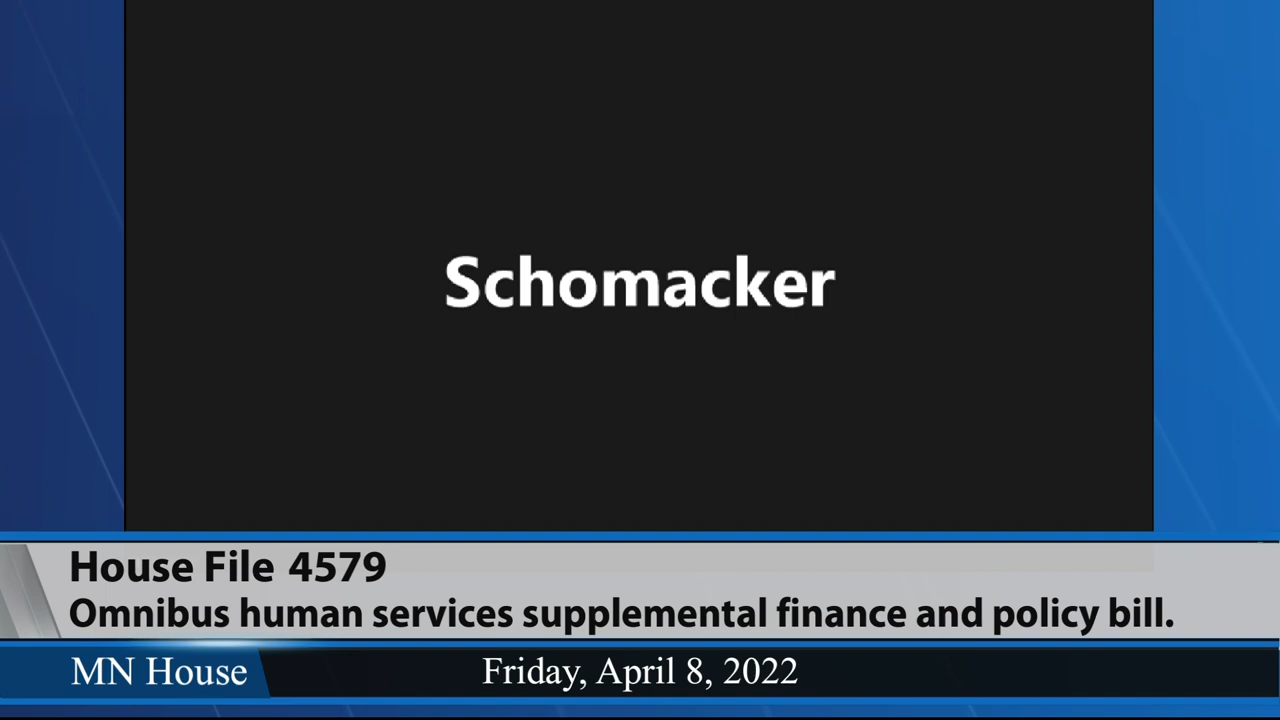 Schomacker
House File 4579
Omnibus human services supplemental finance and policy bill.
MN House
Friday, April 8, 2022